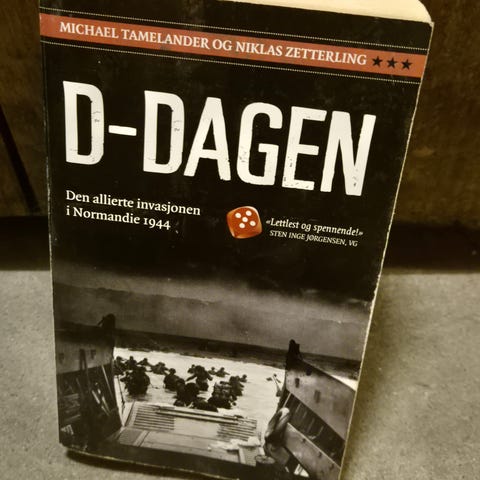 MICHAEL TAMELANDER OG NIKLAS ZETTERLING
D-DAGEN
Den allierte invasjonen
i Normandie 1944
«Lettlest og spennende!»
STEN INGE JØRGENSEN, VG